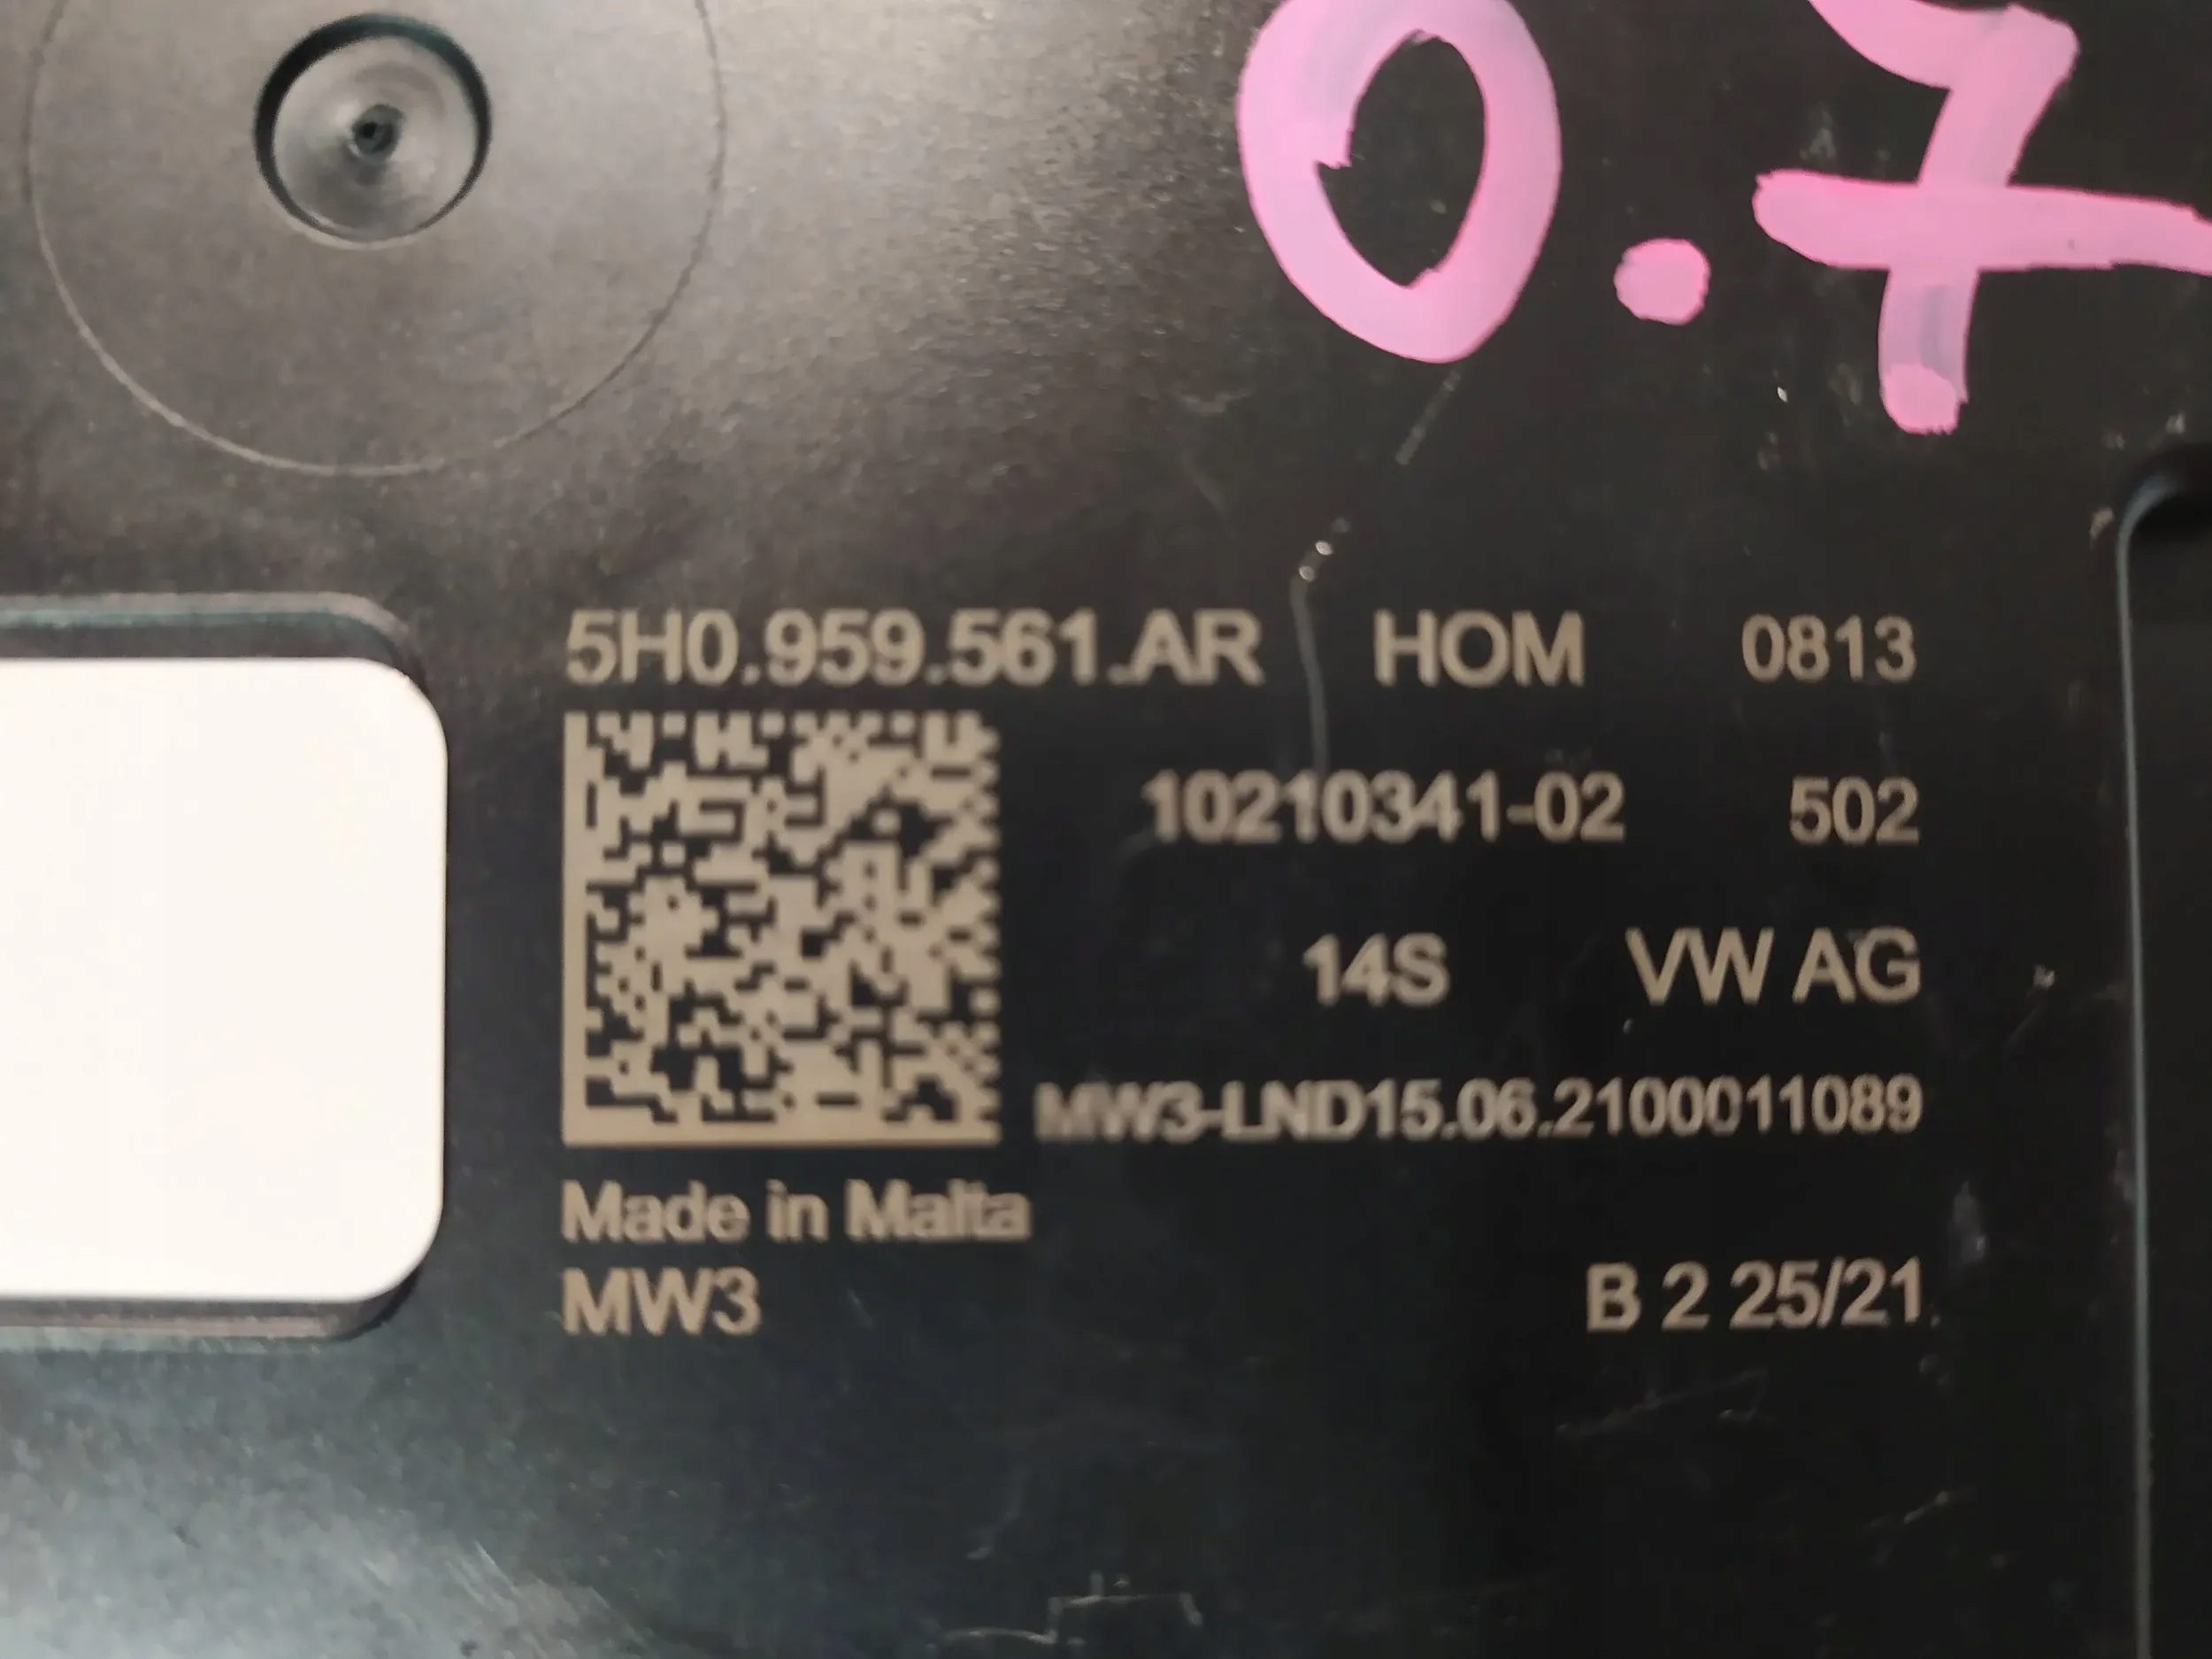 0.7
5H0.959.561.AR HOM 0813
10210341-02 502
14S VW AG
MW3-LND15.06.2100011089
Made in Malta
MW3 B 2 25/21